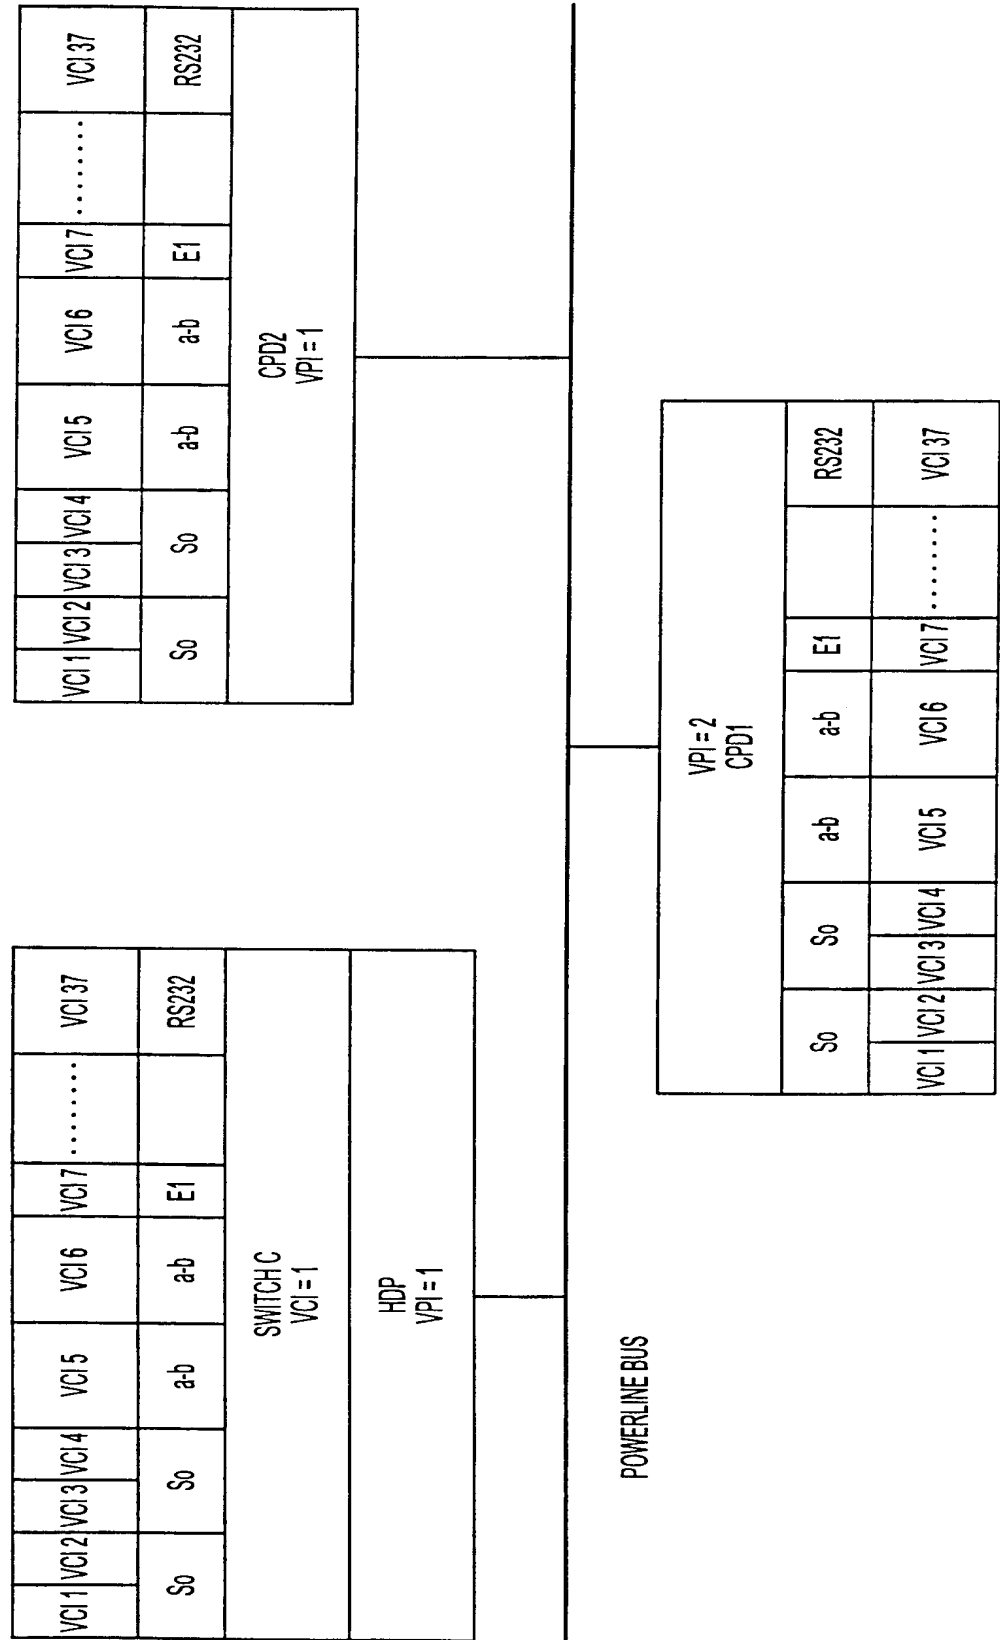 VCI 1 VCI 2 VCI 3 VCI 4 VCI 5 VCI 6 VCI 7 ........ VCI 37
So So a-b a-b E1 RS232
SWITCH C
VCI = 1
HDP
VPI = 1
VCI 1 VCI 2 VCI 3 VCI 4 VCI 5 VCI 6 VCI 7 ........ VCI 37
So So a-b a-b E1 RS232
CPD2
VPI = 1
POWERLINE BUS
VPI = 2
CPD1
So So a-b a-b E1 RS232
VCI 1 VCI 2 VCI 3 VCI 4 VCI 5 VCI 6 VCI 7 ........ VCI 37